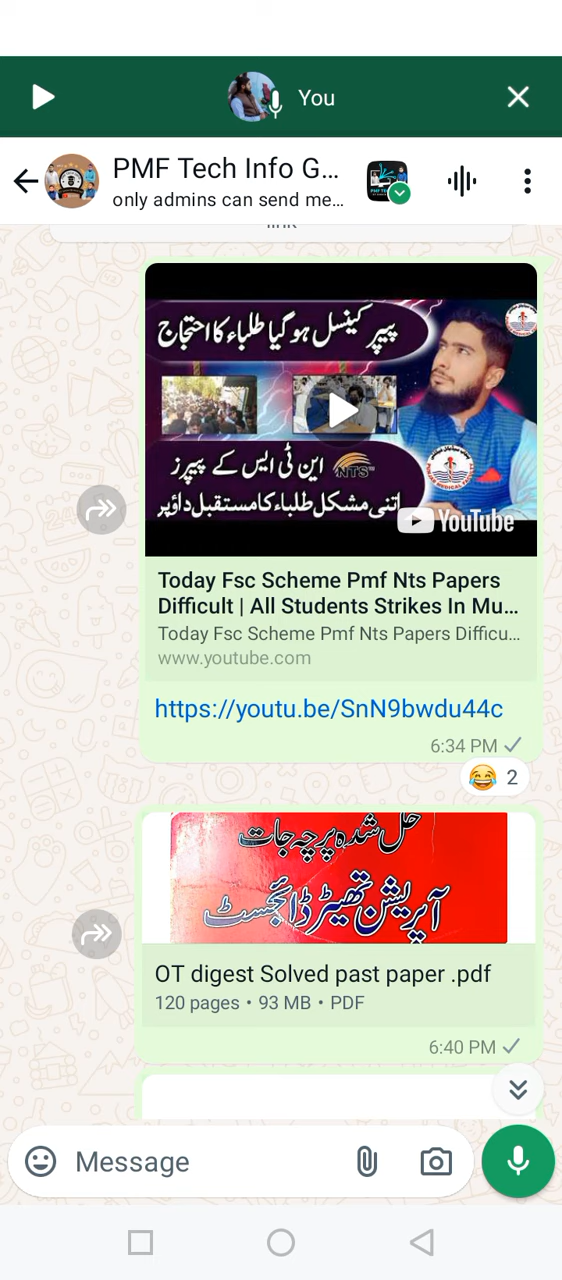 You
PMF Tech Info G...
only admins can send me...
link
پیپر کینسل ہو گیا طلباء کا احتجاج
این ٹی ایس کے پیپرز
NTS
اتنی مشکل طلباء کا مستقبل داؤ پر
YouTube
Today Fsc Scheme Pmf Nts Papers
Difficult | All Students Strikes In Mu...
Today Fsc Scheme Pmf Nts Papers Difficu...
www.youtube.com
https://youtu.be/SnN9bwdu44c
6:34 PM
😂 2
حل شدہ پرچہ جات
آپریشن تھیٹر ڈائجسٹ
OT digest Solved past paper .pdf
120 pages • 93 MB • PDF
6:40 PM
Message